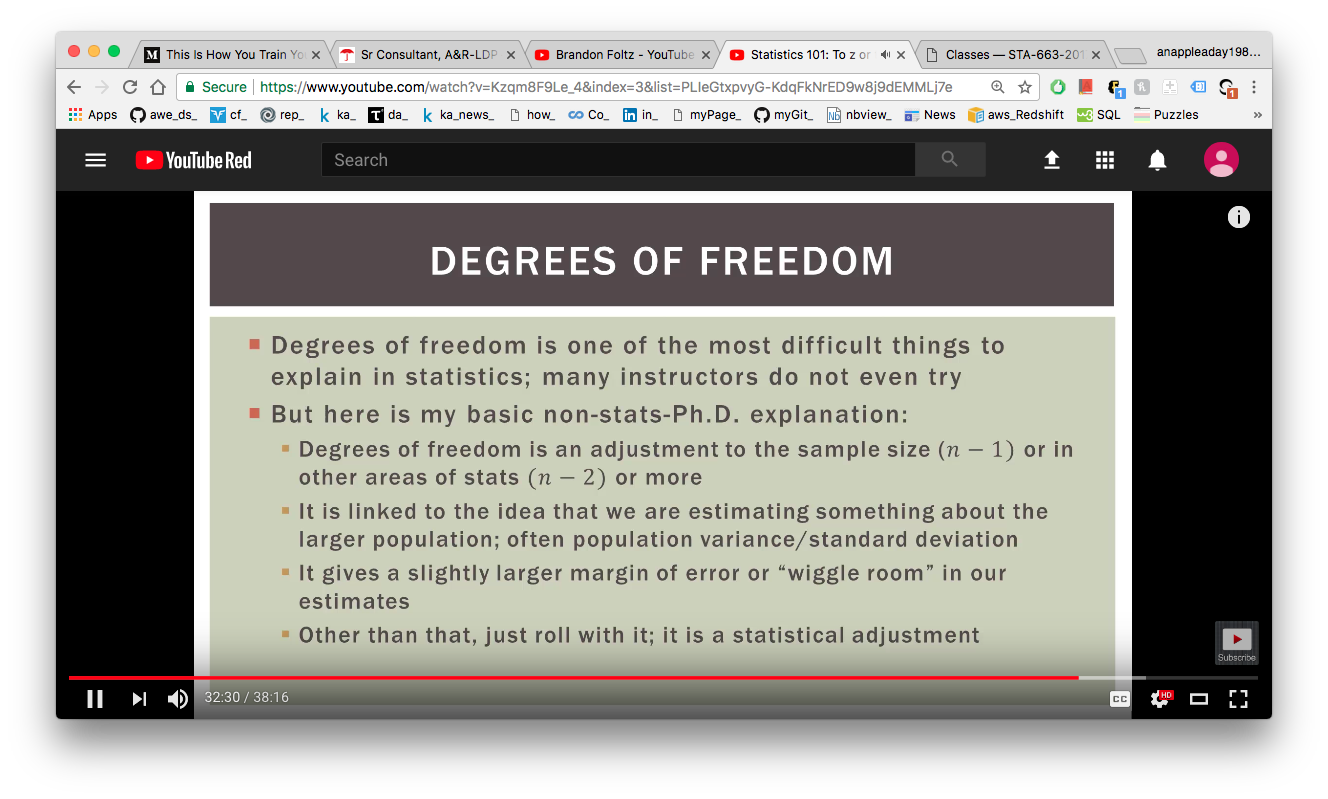 This Is How You Train Yo
Sr Consultant, A&R-LDP
Brandon Foltz - YouTube
Statistics 101: To z or
Classes — STA-663-201
anappleaday198...
Secure
https://www.youtube.com/watch?v=Kzqm8F9Le_4&index=3&list=PLIeGtxpvyG-KdqFkNrED9w8j9dEMMLj7e
Apps awe_ds_ cf_ rep_ ka_ da_ ka_news_ how_ Co_ in_ myPage_ myGit_ nbview_ News aws_Redshift SQL Puzzles »
YouTube Red
Search
DEGREES OF FREEDOM
Degrees of freedom is one of the most difficult things to
explain in statistics; many instructors do not even try
But here is my basic non-stats-Ph.D. explanation:
Degrees of freedom is an adjustment to the sample size (n − 1) or in
other areas of stats (n − 2) or more
It is linked to the idea that we are estimating something about the
larger population; often population variance/standard deviation
It gives a slightly larger margin of error or “wiggle room” in our
estimates
Other than that, just roll with it; it is a statistical adjustment
Subscribe
32:30 / 38:16
CC
HD